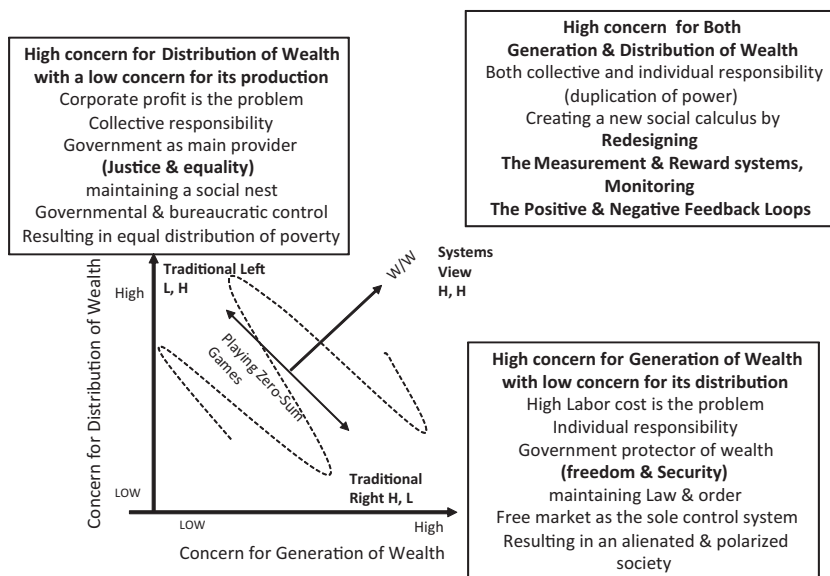 High concern for Distribution of Wealth
with a low concern for its production
Corporate profit is the problem
Collective responsibility
Government as main provider
(Justice & equality)
maintaining a social nest
Governmental & bureaucratic control
Resulting in equal distribution of poverty
High concern for Both
Generation & Distribution of Wealth
Both collective and individual responsibility
(duplication of power)
Creating a new social calculus by
Redesigning
The Measurement & Reward systems,
Monitoring
The Positive & Negative Feedback Loops
Concern for Distribution of Wealth
High
LOW
Traditional Left
L, H
W/W
Systems
View
H, H
Playing Zero-Sum
Games
Traditional
Right H, L
LOW
High
Concern for Generation of Wealth
High concern for Generation of Wealth
with low concern for its distribution
High Labor cost is the problem
Individual responsibility
Government protector of wealth
(freedom & Security)
maintaining Law & order
Free market as the sole control system
Resulting in an alienated & polarized
society